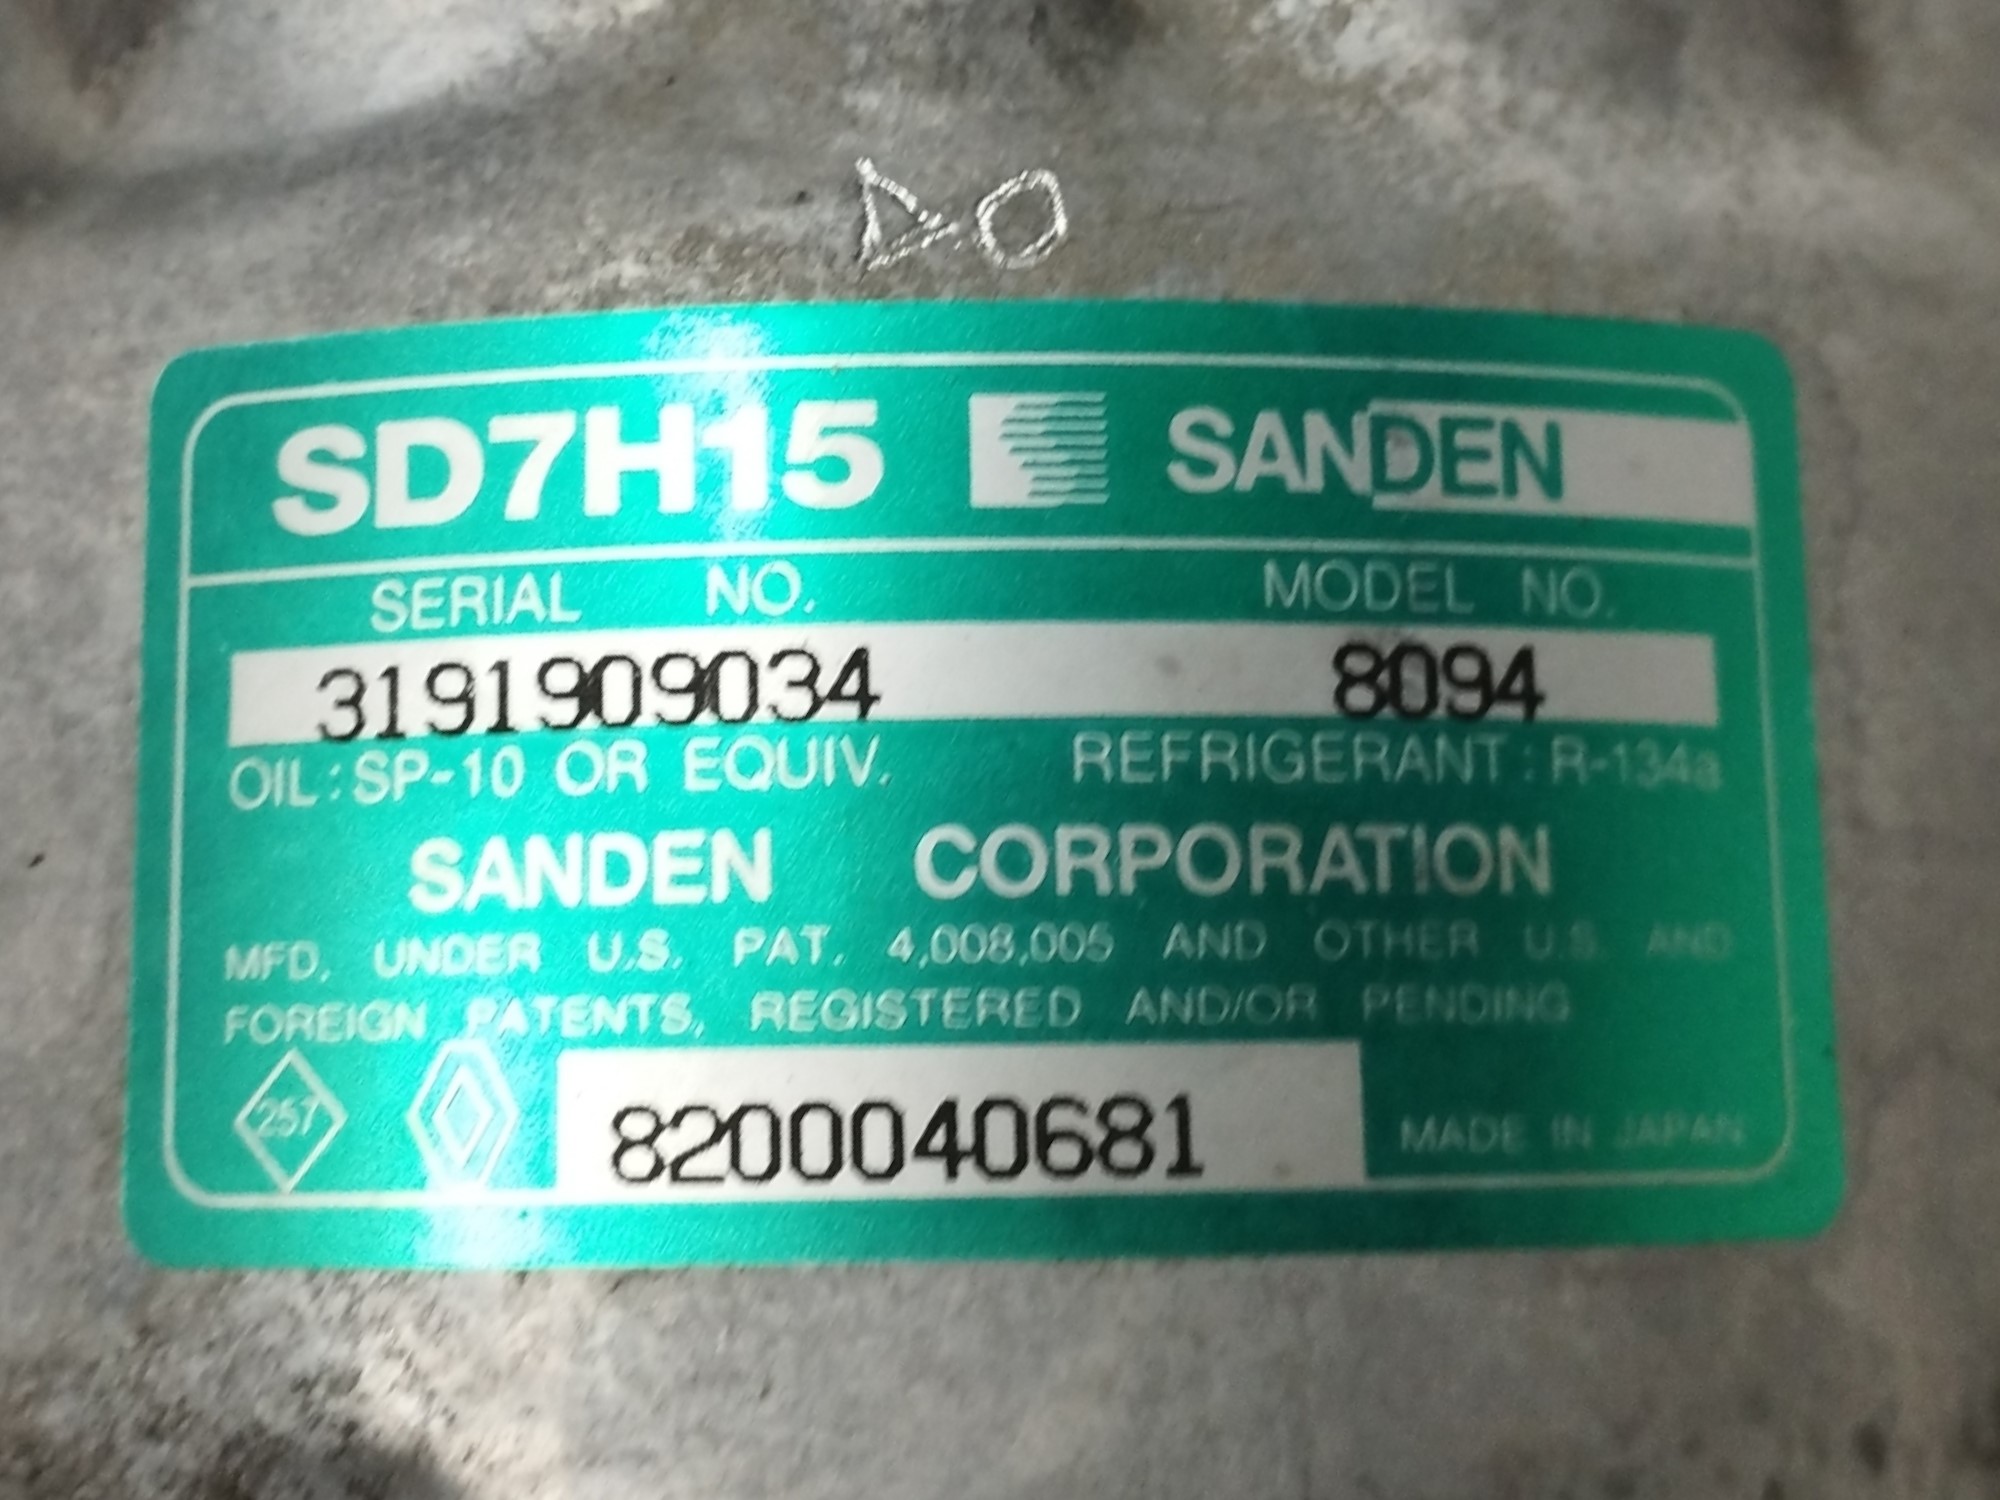 DO
SD7H15 SANDEN
SERIAL NO. MODEL NO.
3191909034 8094
OIL: SP-10 OR EQUIV. REFRIGERANT: R-134a
SANDEN CORPORATION
MFD. UNDER U.S. PAT. 4,008,005 AND OTHER U.S. AND
FOREIGN PATENTS, REGISTERED AND/OR PENDING
257 8200040681 MADE IN JAPAN